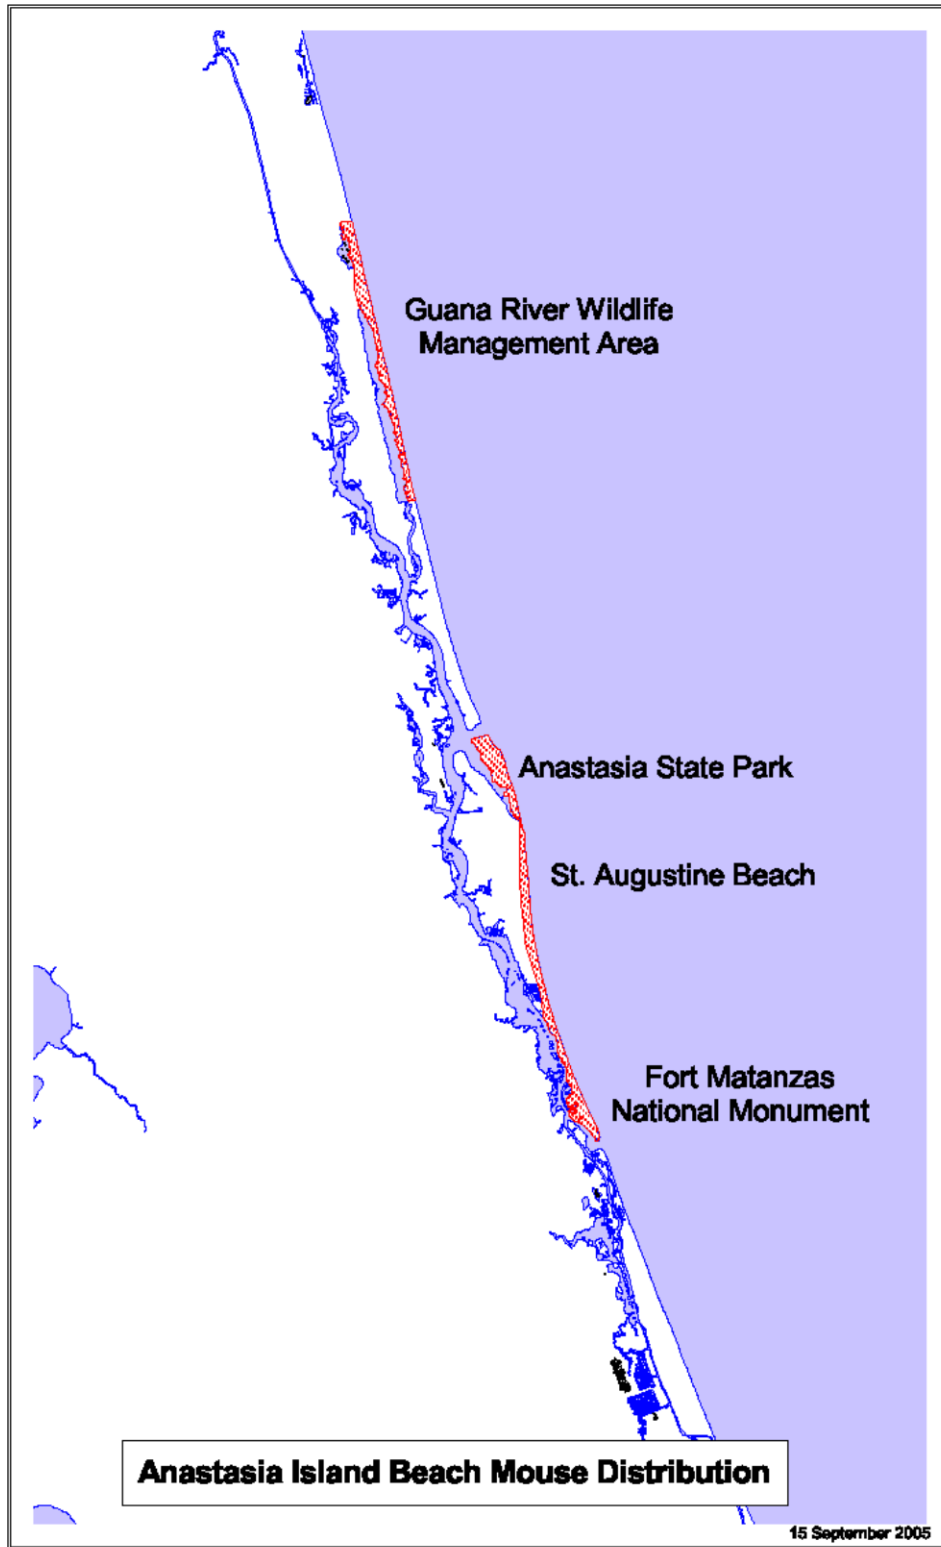 Guana River Wildlife
Management Area
Anastasia State Park
St. Augustine Beach
Fort Matanzas
National Monument
Anastasia Island Beach Mouse Distribution
15 September 2005